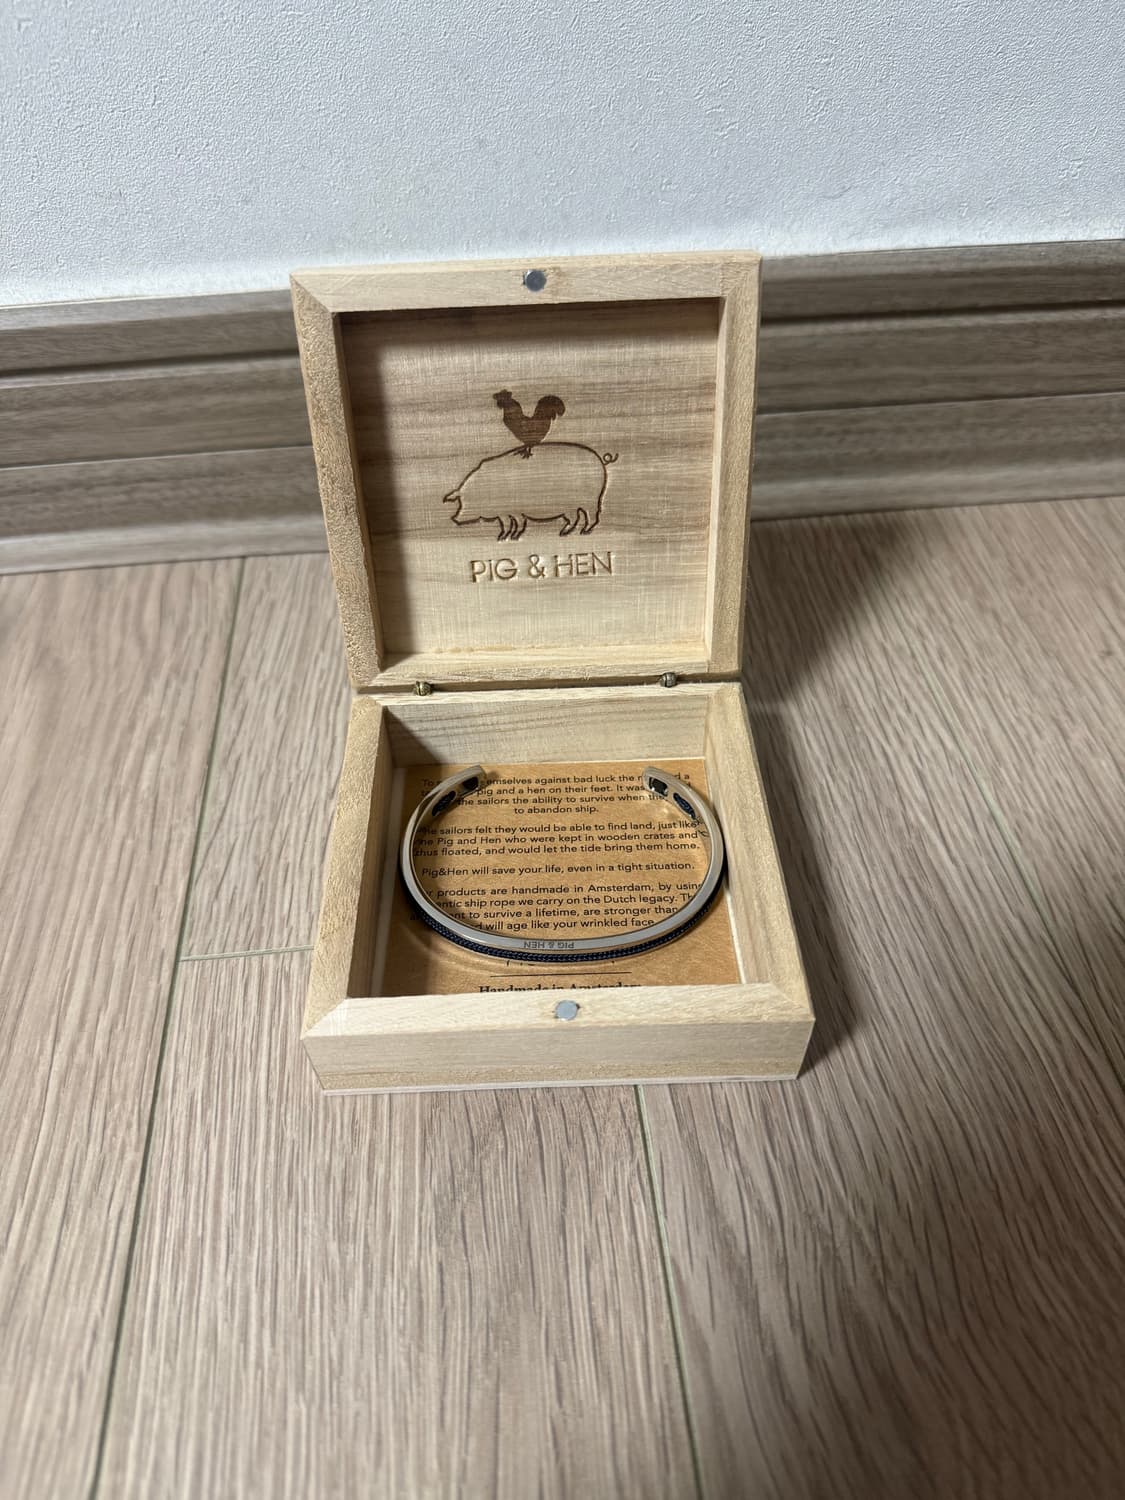 PIG & HEN
To emselves against bad luck the a
pig and a hen on their feet. It was
the sailors the ability to survive when
to abandon ship.
The sailors felt they would be able to find land, just like
the Pig and Hen who were kept in wooden crates and
thus floated, and would let the tide bring them home.
Pig&Hen will save your life, even in a tight situation.
products are handmade in Amsterdam, by using
ship rope we carry on the Dutch legacy.
to survive a lifetime, are stronger than
will age like your wrinkled face.
PIG & HEN
Handmade in Amsterdam